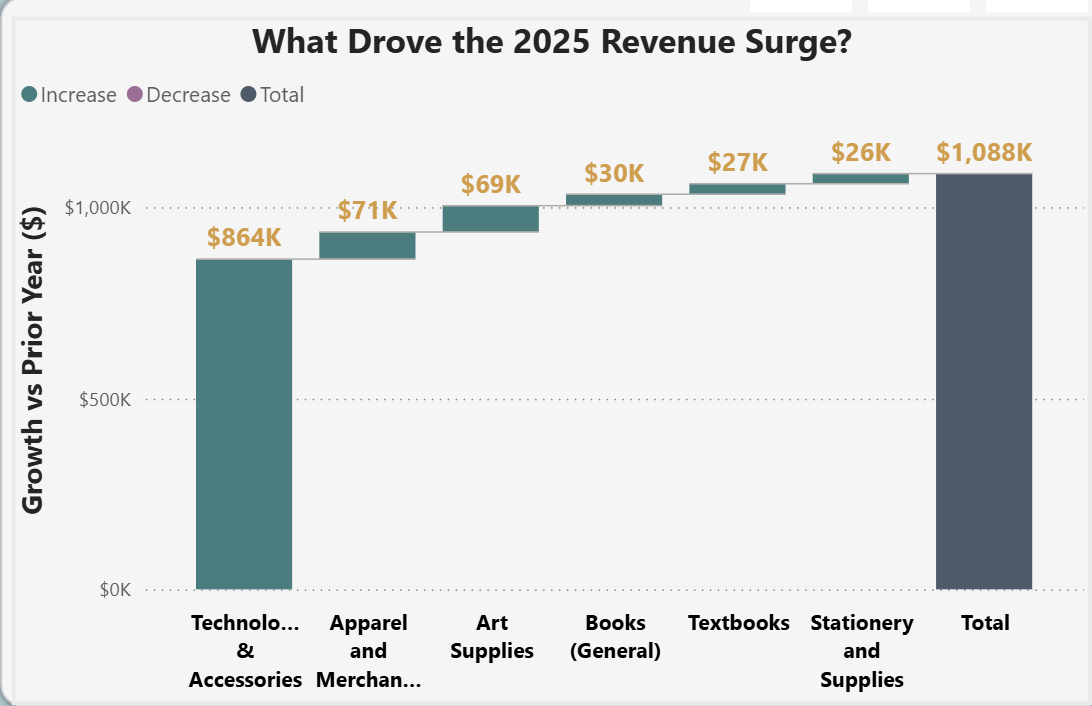 What Drove the 2025 Revenue Surge?
Increase
Decrease
Total
Growth vs Prior Year ($)
$1,000K
$500K
$0K
$864K
$71K
$69K
$30K
$27K
$26K
$1,088K
Technolo...
&
Accessories
Apparel
and
Merchan...
Art
Supplies
Books
(General)
Textbooks
Stationery
and
Supplies
Total